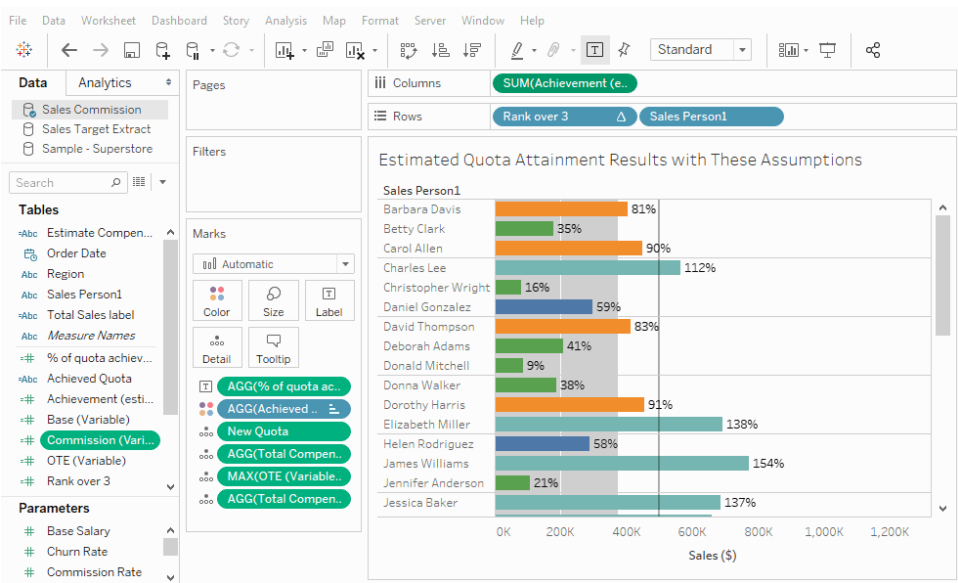 File Data Worksheet Dashboard Story Analysis Map Format Server Window Help
Standard
Data Analytics
Sales Commission
Sales Target Extract
Sample - Superstore
Search
Tables
Abc Estimate Compen...
Order Date
Abc Region
Abc Sales Person1
Abc Total Sales label
Abc Measure Names
# % of quota achiev...
Abc Achieved Quota
# Achievement (esti...
# Base (Variable)
# Commission (Vari...
# OTE (Variable)
# Rank over 3
Parameters
# Base Salary
# Churn Rate
# Commission Rate
Pages
Filters
Marks
Automatic
Color Size Label
Detail Tooltip
AGG(% of quota ac..
AGG(Achieved ..
New Quota
AGG(Total Compen..
MAX(OTE (Variable..
AGG(Total Compen..
Columns SUM(Achievement (e..
Rows Rank over 3 Δ Sales Person1
Estimated Quota Attainment Results with These Assumptions
Sales Person1
Barbara Davis 81%
Betty Clark 35%
Carol Allen 90%
Charles Lee 112%
Christopher Wright 16%
Daniel Gonzalez 59%
David Thompson 83%
Deborah Adams 41%
Donald Mitchell 9%
Donna Walker 38%
Dorothy Harris 91%
Elizabeth Miller 138%
Helen Rodriguez 58%
James Williams 154%
Jennifer Anderson 21%
Jessica Baker 137%
0K 200K 400K 600K 800K 1,000K 1,200K
Sales ($)